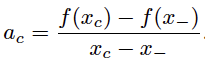 a_c = \frac{f(x_c) - f(x_-)}{x_c - x_-}.